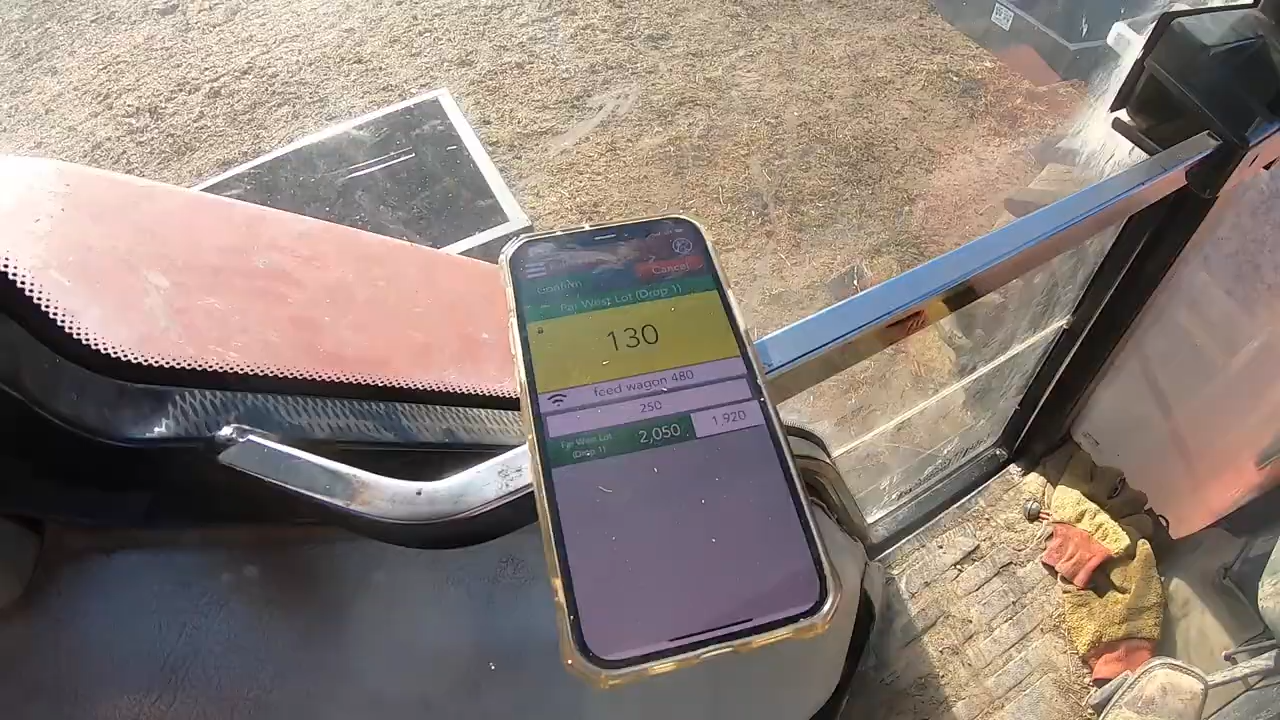 Cancel
Confirm
Far West Lot (Drop 1)
130
feed wagon 480
250
Far West Lot
(Drop 1)
2,050
1,920